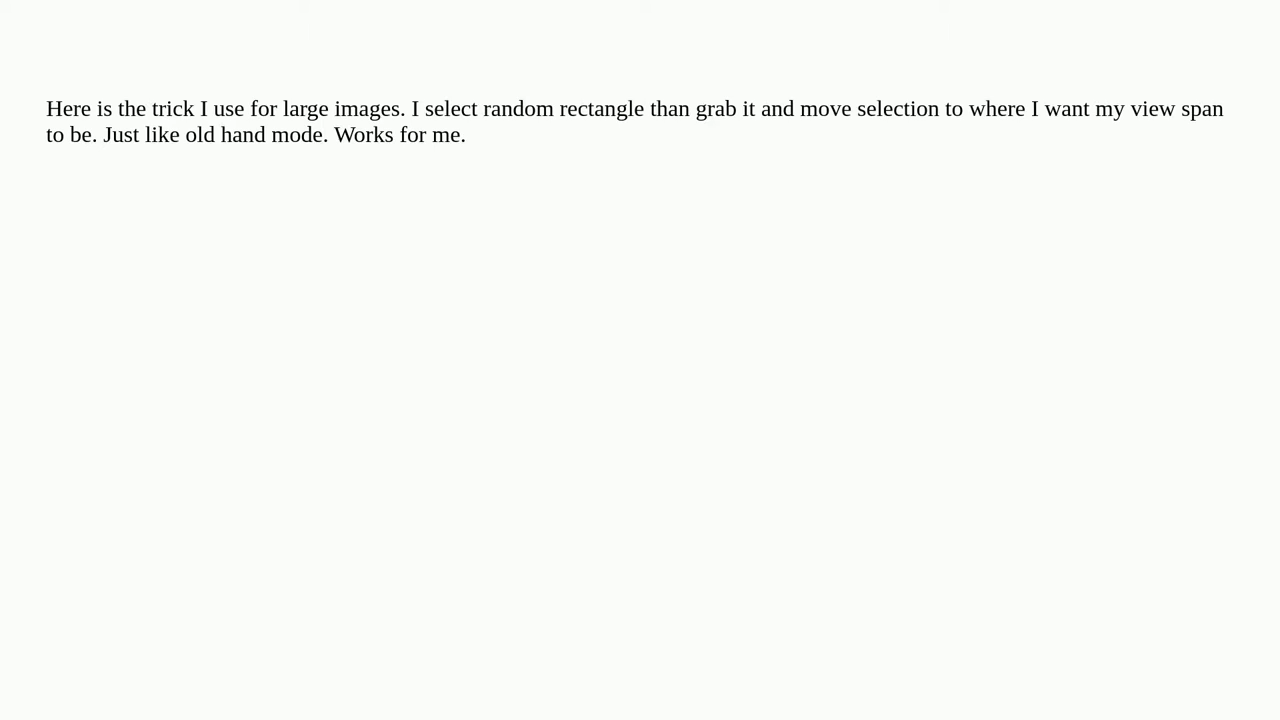 Here is the trick I use for large images. I select random rectangle than grab it and move selection to where I want my view span
to be. Just like old hand mode. Works for me.